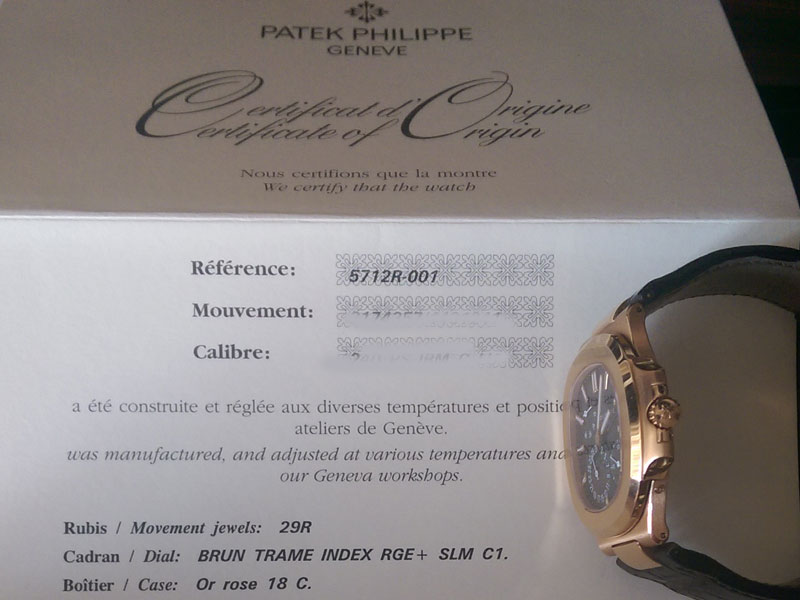 PATEK PHILIPPE
GENEVE
Certificat d'Origine
Certificate of Origin
Nous certifions que la montre
We certify that the watch
Référence: 5712R-001
Mouvement:
Calibre:
a été construite et réglée aux diverses températures et positio
ateliers de Genève.
was manufactured, and adjusted at various temperatures and
our Geneva workshops.
Rubis / Movement jewels: 29R
Cadran / Dial: BRUN TRAME INDEX RGE+ SLM C1.
Boîtier / Case: Or rose 18 C.